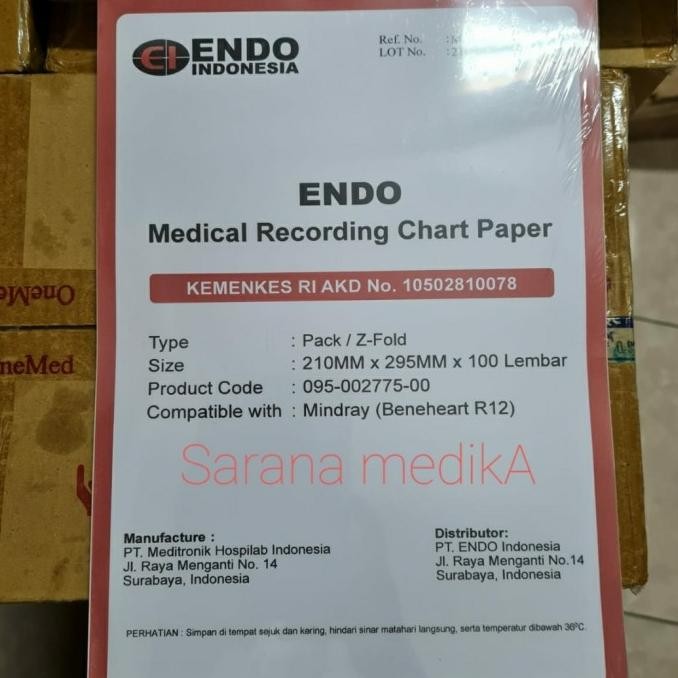 ENDO
INDONESIA
Ref. No. :
LOT No. :
ENDO
Medical Recording Chart Paper
KEMENKES RI AKD No. 10502810078
Type : Pack / Z-Fold
Size : 210MM x 295MM x 100 Lembar
Product Code : 095-002775-00
Compatible with : Mindray (Beneheart R12)
Sarana medikA
Manufacture :
PT. Meditronik Hospilab Indonesia
Jl. Raya Menganti No. 14
Surabaya, Indonesia
Distributor:
PT. ENDO Indonesia
Jl. Raya Menganti No.14
Surabaya, Indonesia
PERHATIAN : Simpan di tempat sejuk dan kering, hindari sinar matahari langsung, serta temperatur dibawah 36ºC.
OneMed
neMed